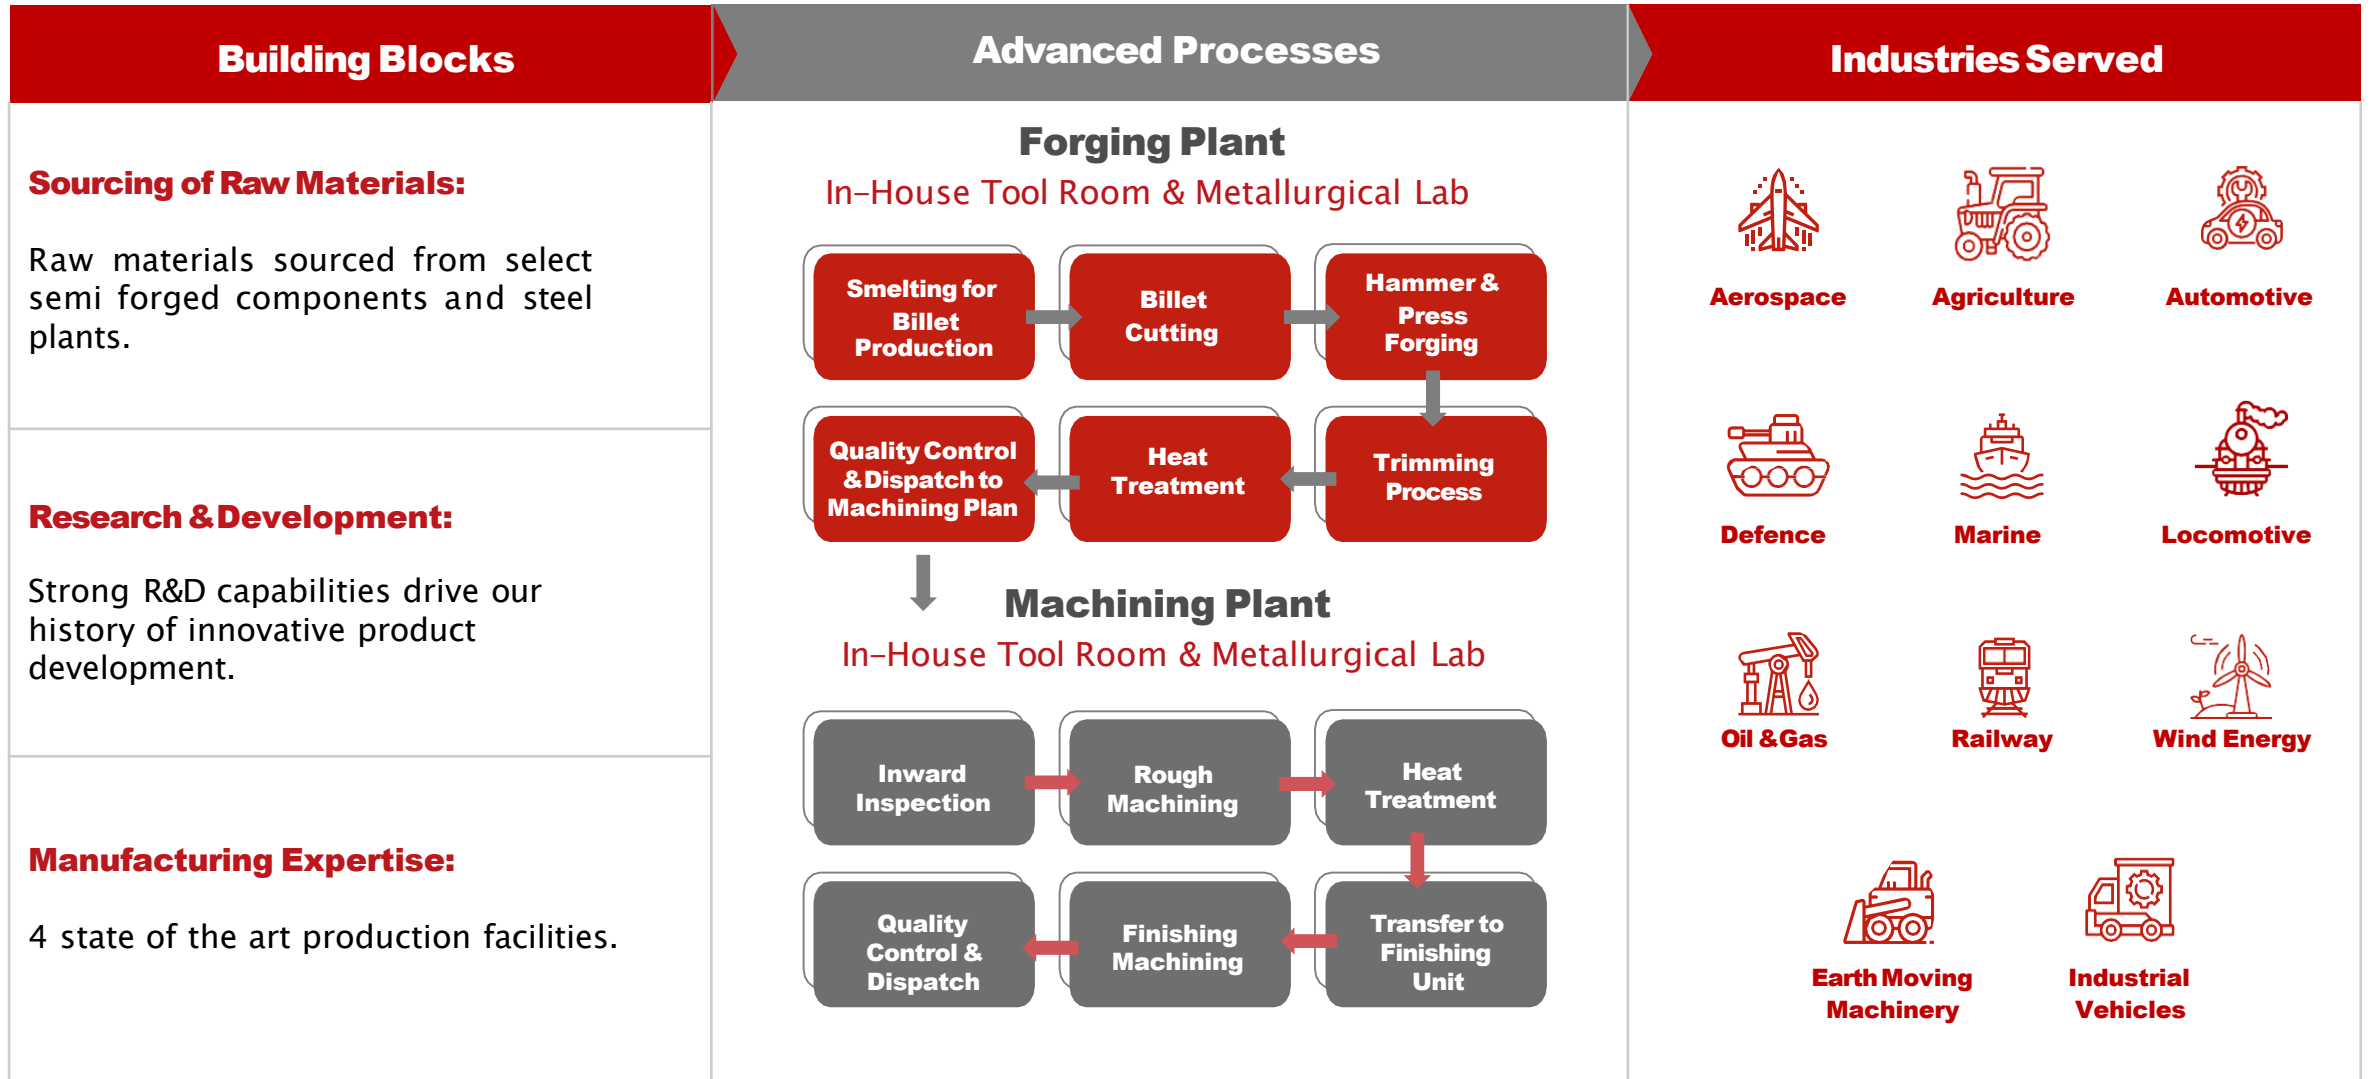 Building Blocks
Advanced Processes
Industries Served
Sourcing of Raw Materials:
Raw materials sourced from select
semi forged components and steel
plants.
Research & Development:
Strong R&D capabilities drive our
history of innovative product
development.
Manufacturing Expertise:
4 state of the art production facilities.
Forging Plant
In-House Tool Room & Metallurgical Lab
Smelting for
Billet
Production
Billet
Cutting
Hammer &
Press
Forging
Trimming
Process
Heat
Treatment
Quality Control
& Dispatch to
Machining Plan
Machining Plant
In-House Tool Room & Metallurgical Lab
Inward
Inspection
Rough
Machining
Heat
Treatment
Transfer to
Finishing
Unit
Finishing
Machining
Quality
Control &
Dispatch
Aerospace
Agriculture
Automotive
Defence
Marine
Locomotive
Oil & Gas
Railway
Wind Energy
Earth Moving
Machinery
Industrial
Vehicles